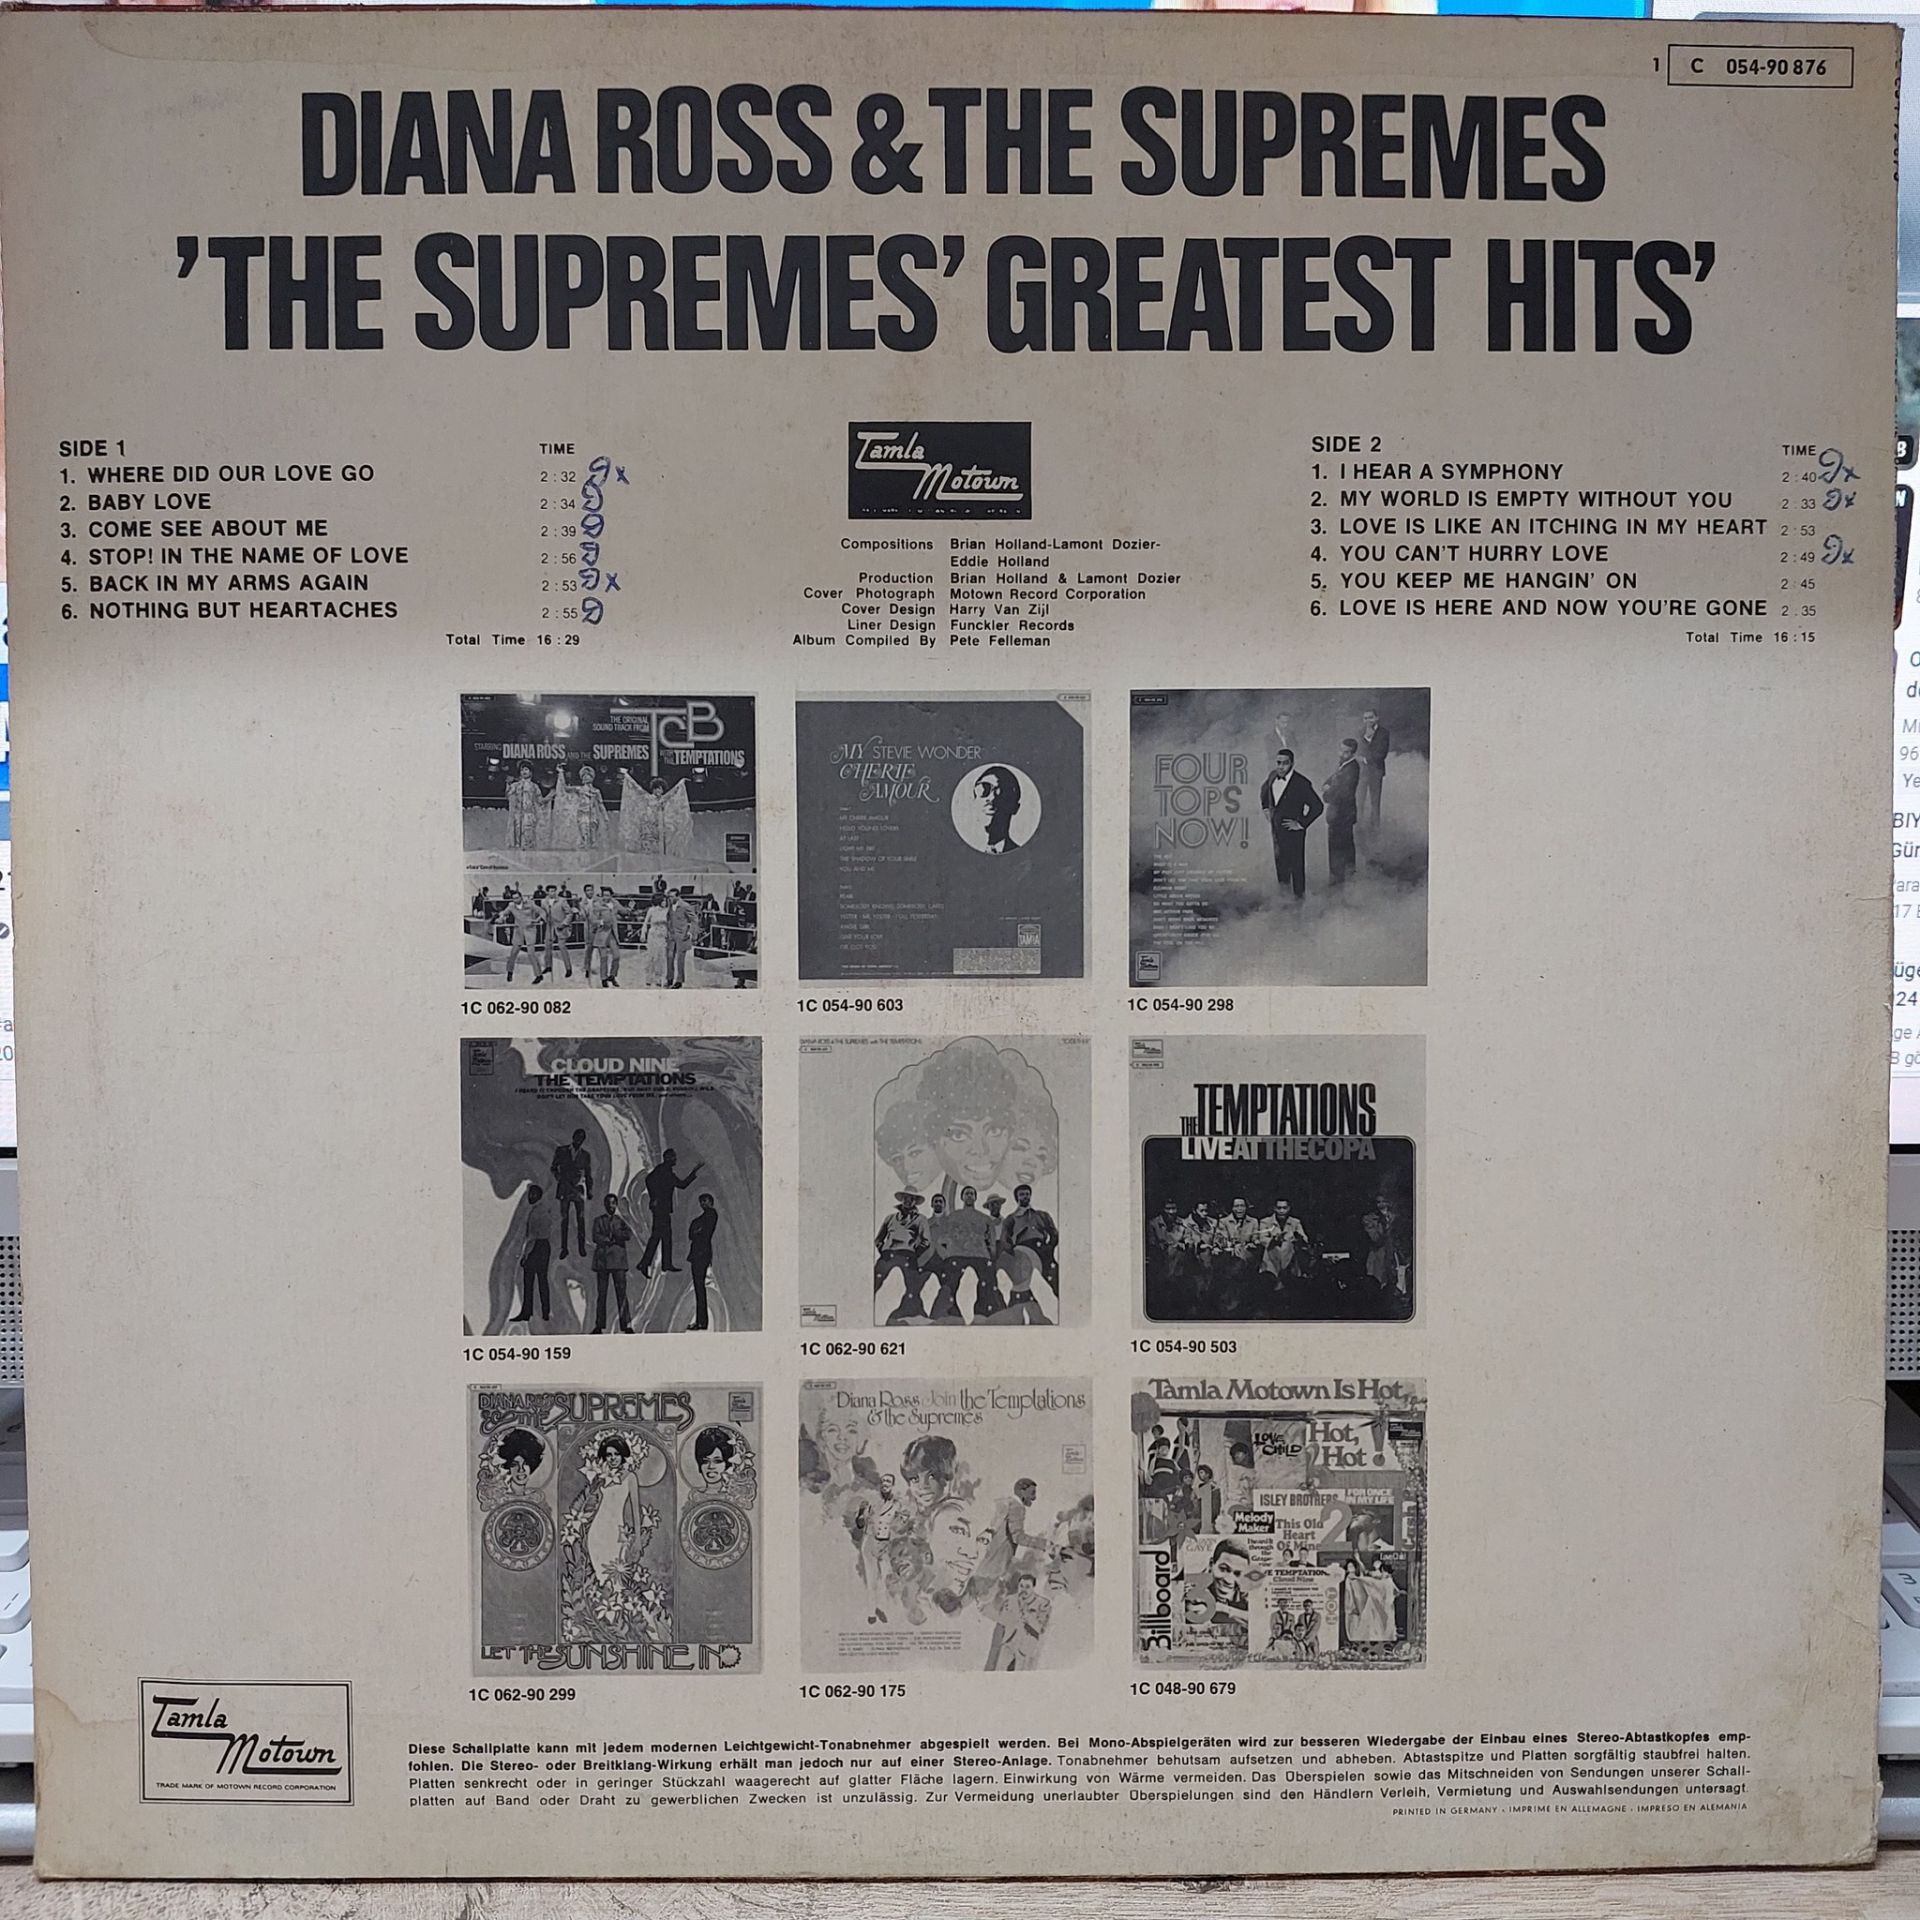 1 C 054-90 876
DIANA ROSS & THE SUPREMES
'THE SUPREMES' GREATEST HITS'
SIDE 1 TIME
1. WHERE DID OUR LOVE GO 2:32
2. BABY LOVE 2:34
3. COME SEE ABOUT ME 2:39
4. STOP! IN THE NAME OF LOVE 2:56
5. BACK IN MY ARMS AGAIN 2:53
6. NOTHING BUT HEARTACHES 2:55
Total Time 16:29
Tamla
Motown
Compositions Brian Holland-Lamont Dozier-
Eddie Holland
Production Brian Holland & Lamont Dozier
Cover Photograph Motown Record Corporation
Cover Design Harry Van Zijl
Liner Design Funckler Records
Album Compiled By Pete Felleman
SIDE 2 TIME
1. I HEAR A SYMPHONY 2:40
2. MY WORLD IS EMPTY WITHOUT YOU 2:33
3. LOVE IS LIKE AN ITCHING IN MY HEART 2:53
4. YOU CAN'T HURRY LOVE 2:49
5. YOU KEEP ME HANGIN' ON 2:45
6. LOVE IS HERE AND NOW YOU'RE GONE 2:35
Total Time 16:15
THE ORIGINAL
SOUND TRACK FROM
TCB
STARRING DIANA ROSS AND THE SUPREMES WITH THE TEMPTATIONS
1C 062-90 082
MY STEVIE WONDER
CHERIE
AMOUR
1C 054-90 603
FOUR
TOPS
NOW!
1C 054-90 298
CLOUD NINE
THE TEMPTATIONS
1C 054-90 159
1C 062-90 621
THE TEMPTATIONS
LIVE AT THE COPA
1C 054-90 503
DIANA ROSS
& THE SUPREMES
LET THE SUNSHINE IN
1C 062-90 299
Diana Ross Join the Temptations
& the Supremes
1C 062-90 175
Tamla Motown Is Hot,
Hot,
Hot!
LOVE CHILD
ISLEY BROTHERS
FOR ONCE
IN MY LIFE
Melody
Maker
This Old
Heart
Of Mine
2
Billboard
1C 048-90 679
Tamla
Motown
TRADE MARK OF MOTOWN RECORD CORPORATION
Diese Schallplatte kann mit jedem modernen Leichtgewicht-Tonabnehmer abgespielt werden. Bei Mono-Abspielgeräten wird zur besseren Wiedergabe der Einbau eines Stereo-Abtastkopfes emp-
fohlen. Die Stereo- oder Breitklang-Wirkung erhält man jedoch nur auf einer Stereo-Anlage. Tonabnehmer behutsam aufsetzen und abheben. Abtastspitze und Platten sorgfältig staubfrei halten.
Platten senkrecht oder in geringer Stückzahl waagerecht auf glatter Fläche lagern. Einwirkung von Wärme vermeiden. Das Überspielen sowie das Mitschneiden von Sendungen unserer Schall-
platten auf Band oder Draht zu gewerblichen Zwecken ist unzulässig. Zur Vermeidung unerlaubter Überspielungen sind den Händlern Verleih, Vermietung und Auswahlsendungen untersagt.
PRINTED IN GERMANY · IMPRIME EN ALLEMAGNE · IMPRESO EN ALEMANIA